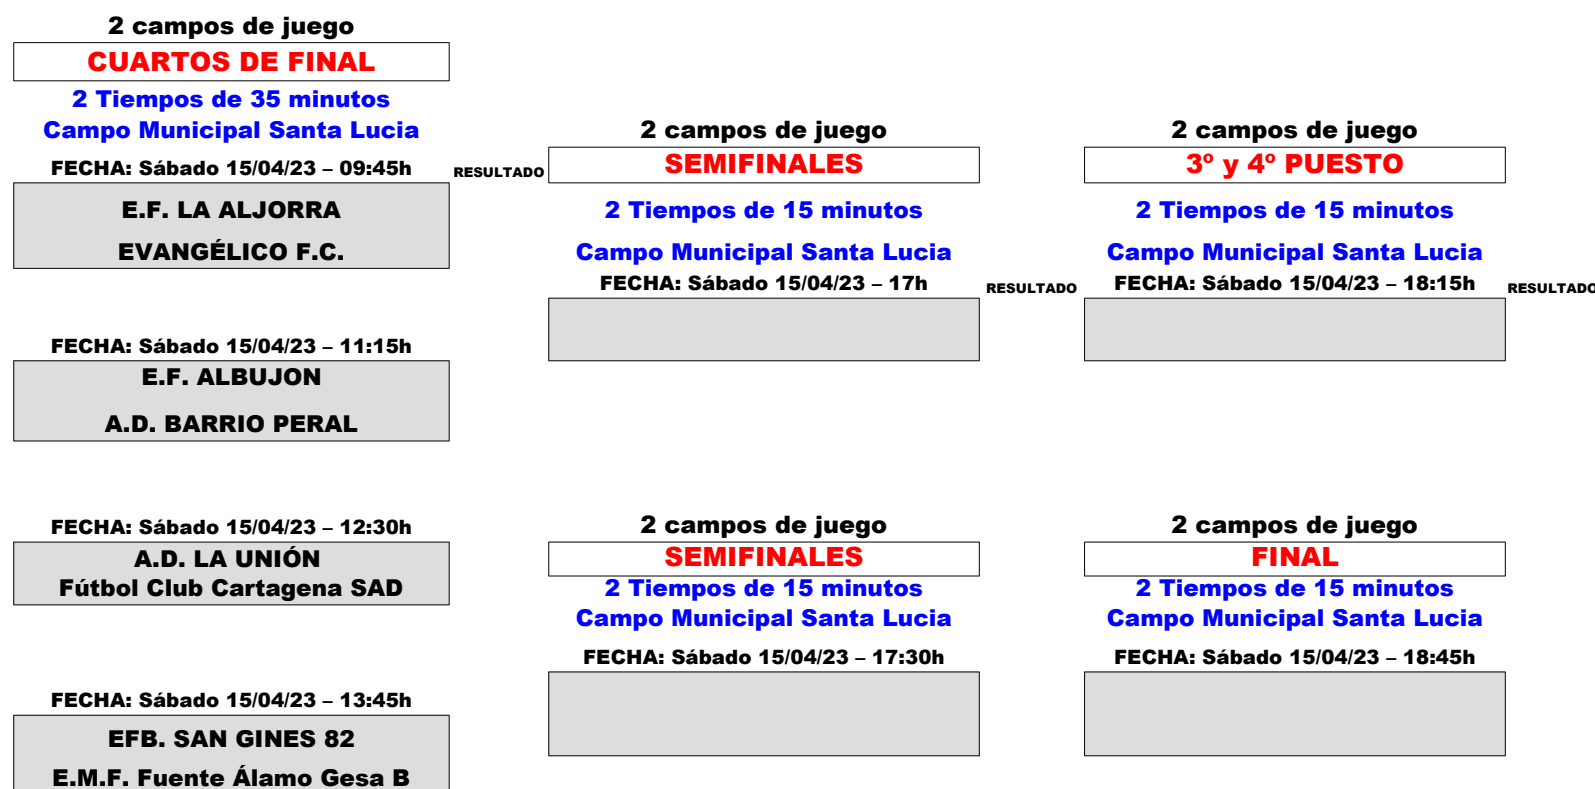 2 campos de juego
CUARTOS DE FINAL
2 Tiempos de 35 minutos
Campo Municipal Santa Lucia
FECHA: Sábado 15/04/23 – 09:45h
RESULTADO
E.F. LA ALJORRA
EVANGÉLICO F.C.
FECHA: Sábado 15/04/23 – 11:15h
E.F. ALBUJON
A.D. BARRIO PERAL
FECHA: Sábado 15/04/23 – 12:30h
A.D. LA UNIÓN
Fútbol Club Cartagena SAD
FECHA: Sábado 15/04/23 – 13:45h
EFB. SAN GINES 82
E.M.F. Fuente Álamo Gesa B
2 campos de juego
SEMIFINALES
2 Tiempos de 15 minutos
Campo Municipal Santa Lucia
FECHA: Sábado 15/04/23 – 17h
RESULTADO
2 campos de juego
SEMIFINALES
2 Tiempos de 15 minutos
Campo Municipal Santa Lucia
FECHA: Sábado 15/04/23 – 17:30h
2 campos de juego
3º y 4º PUESTO
2 Tiempos de 15 minutos
Campo Municipal Santa Lucia
FECHA: Sábado 15/04/23 – 18:15h
RESULTADO
2 campos de juego
FINAL
2 Tiempos de 15 minutos
Campo Municipal Santa Lucia
FECHA: Sábado 15/04/23 – 18:45h